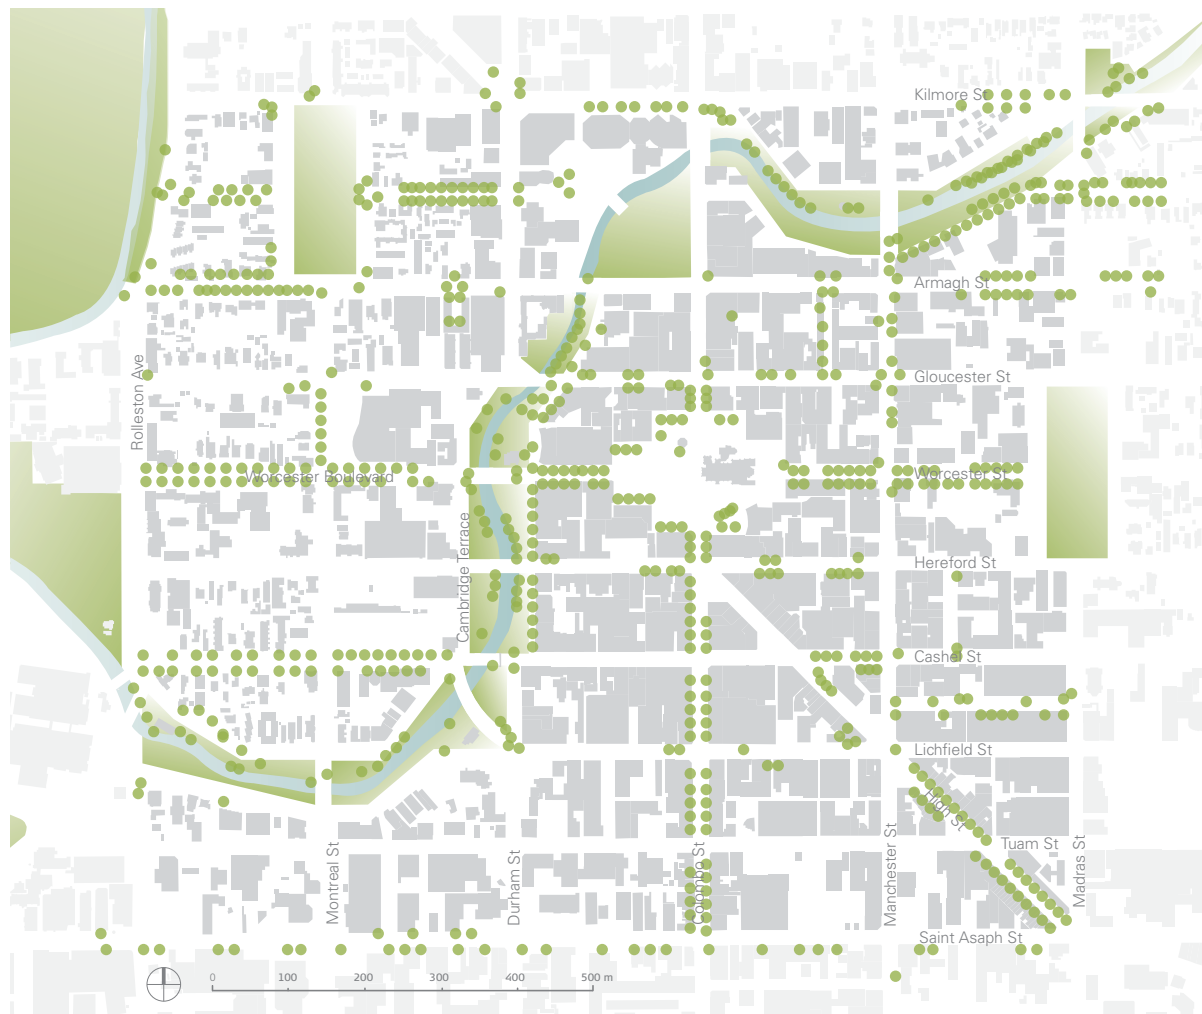 Kilmore St
Armagh St
Rolleston Ave
Gloucester St
Worcester Boulevard
Worcester St
Cambridge Terrace
Hereford St
Cashel St
Lichfield St
High St
Montreal St
Durham St
Colombo St
Manchester St
Tuam St
Madras St
Saint Asaph St
0 100 200 300 400 500 m